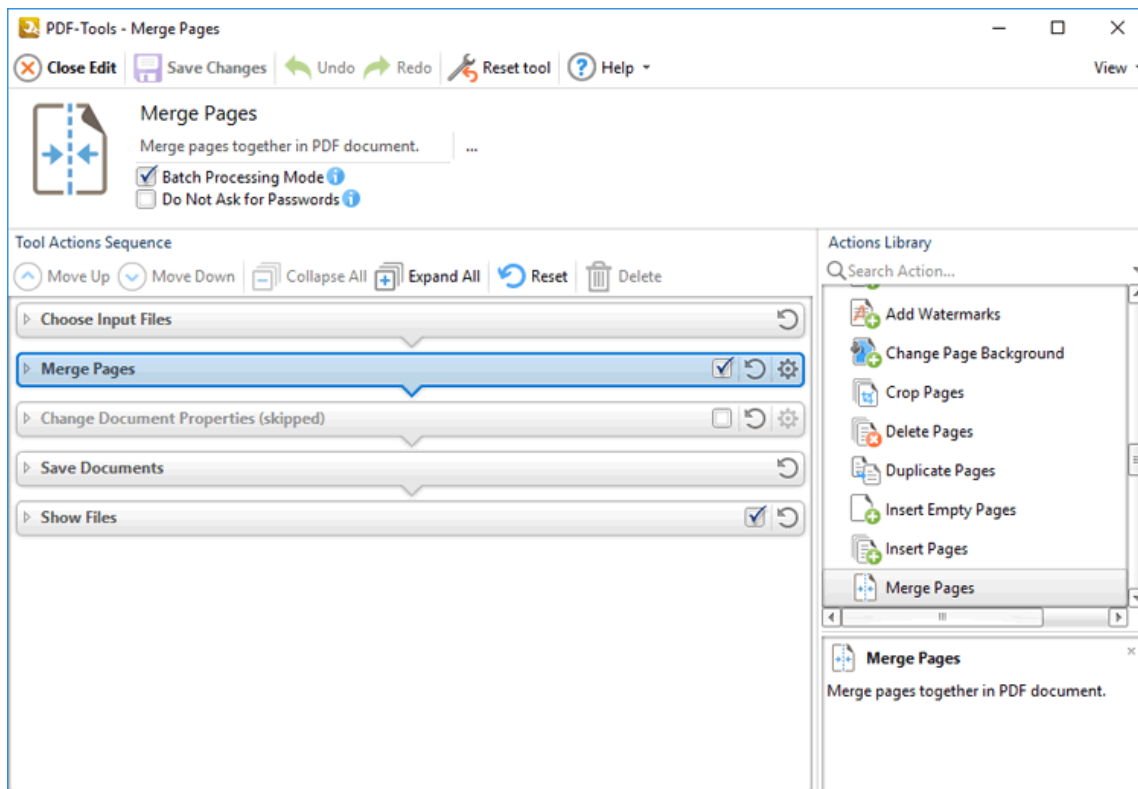 PDF-Tools - Merge Pages
Close Edit Save Changes Undo Redo Reset tool ? Help View
Merge Pages
Merge pages together in PDF document. ...
Batch Processing Mode i
Do Not Ask for Passwords i
Tool Actions Sequence
Move Up Move Down Collapse All Expand All Reset Delete
Choose Input Files
Merge Pages
Change Document Properties (skipped)
Save Documents
Show Files
Actions Library
Search Action...
Add Watermarks
Change Page Background
Crop Pages
Delete Pages
Duplicate Pages
Insert Empty Pages
Insert Pages
Merge Pages
Merge Pages
Merge pages together in PDF document.